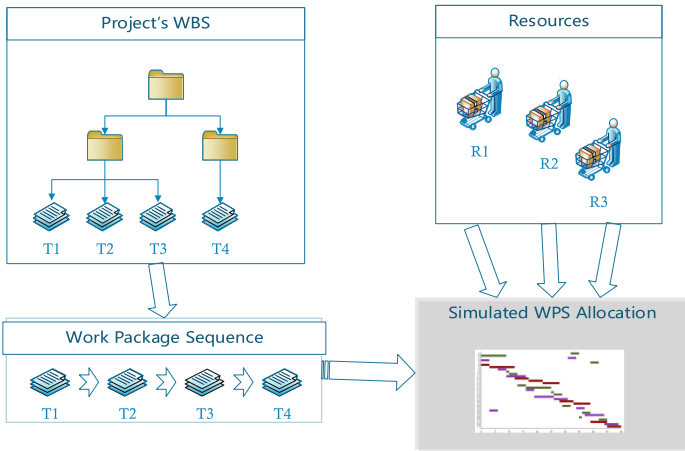 Project's WBS
T1 T2 T3 T4
Resources
R1
R2
R3
Work Package Sequence
T1 T2 T3 T4
Simulated WPS Allocation